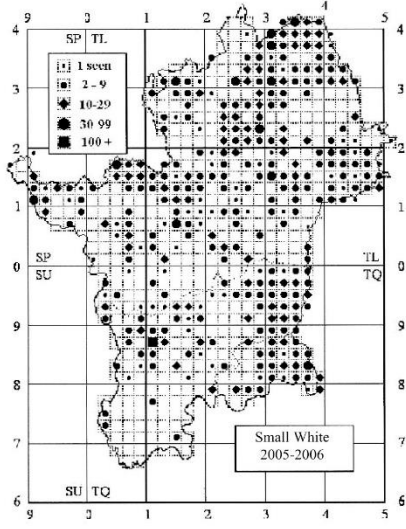 9 0 1 2 3 4 5
4 SP TL 4
1 seen
2 - 9
3 10-29 3
30-99
100 +
2 2
1 1
SP TL
0 0
SU TQ
9 9
8 8
7 7
Small White
2005-2006
SU TQ
6 6
9 0 1 2 3 4 5